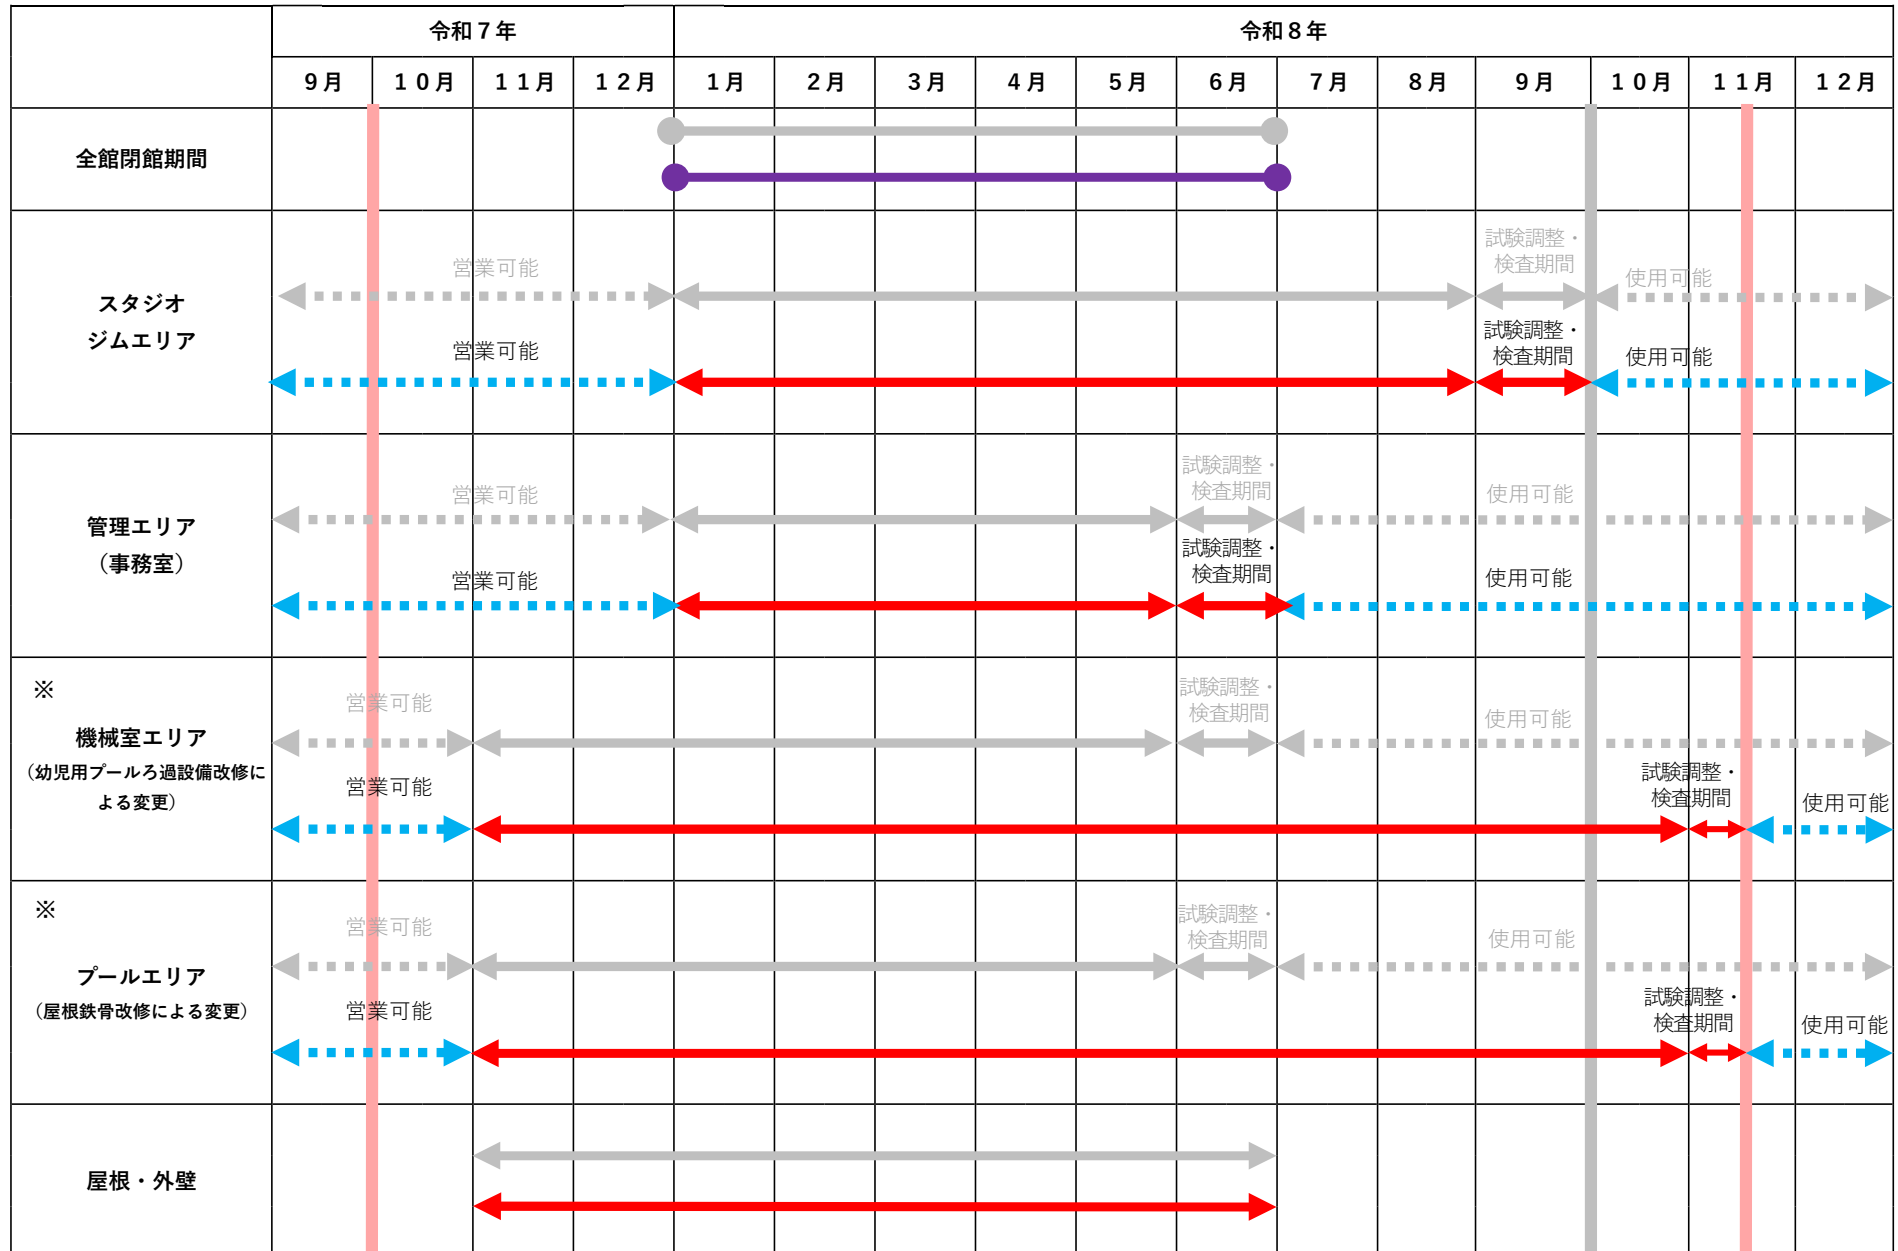 令和７年
令和８年
９月 １０月 １１月 １２月 １月 ２月 ３月 ４月 ５月 ６月 ７月 ８月 ９月 １０月 １１月 １２月
全館閉館期間
スタジオ
ジムエリア
営業可能
試験調整・
検査期間
使用可能
営業可能
試験調整・
検査期間
使用可能
管理エリア
（事務室）
営業可能
試験調整・
検査期間
使用可能
営業可能
試験調整・
検査期間
使用可能
※
機械室エリア
（幼児用プールろ過設備改修に
よる変更）
営業可能
試験調整・
検査期間
使用可能
営業可能
試験調整・
検査期間
使用可能
※
プールエリア
（屋根鉄骨改修による変更）
営業可能
試験調整・
検査期間
使用可能
営業可能
試験調整・
検査期間
使用可能
屋根・外壁